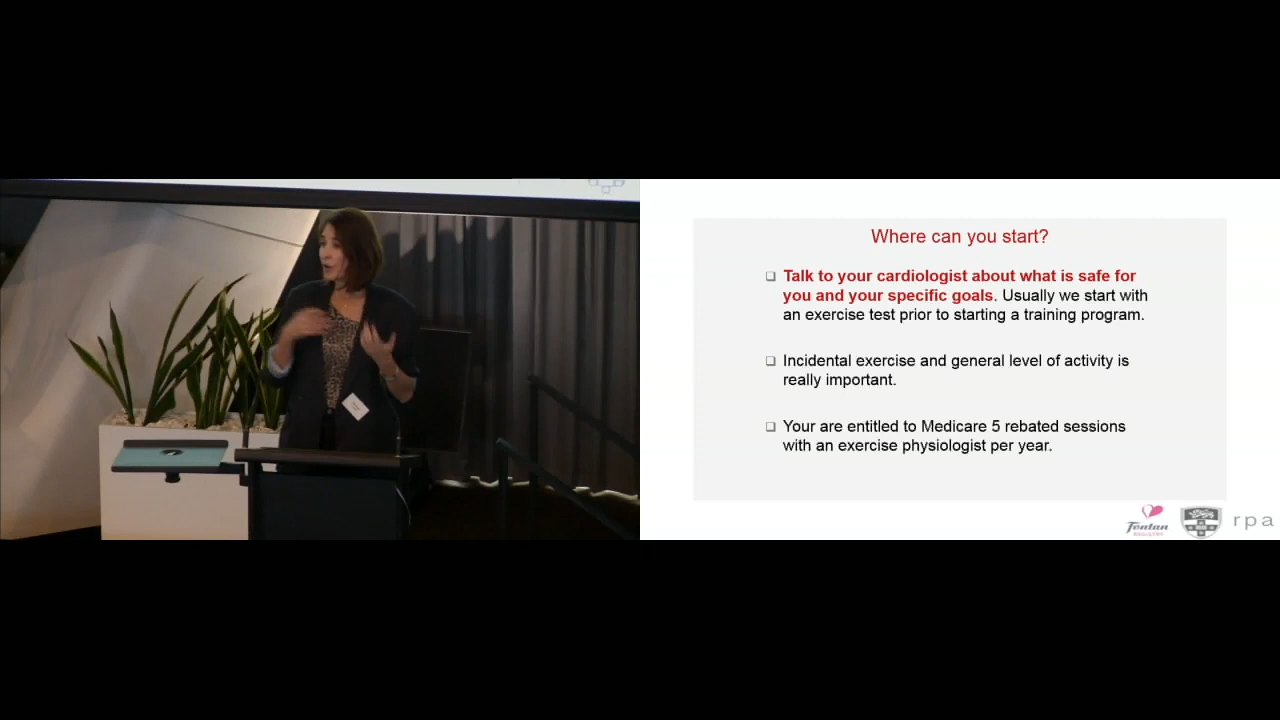 Where can you start?
Talk to your cardiologist about what is safe for
you and your specific goals. Usually we start with
an exercise test prior to starting a training program.
Incidental exercise and general level of activity is
really important.
Your are entitled to Medicare 5 rebated sessions
with an exercise physiologist per year.
Fontan
REGISTRY
rpa